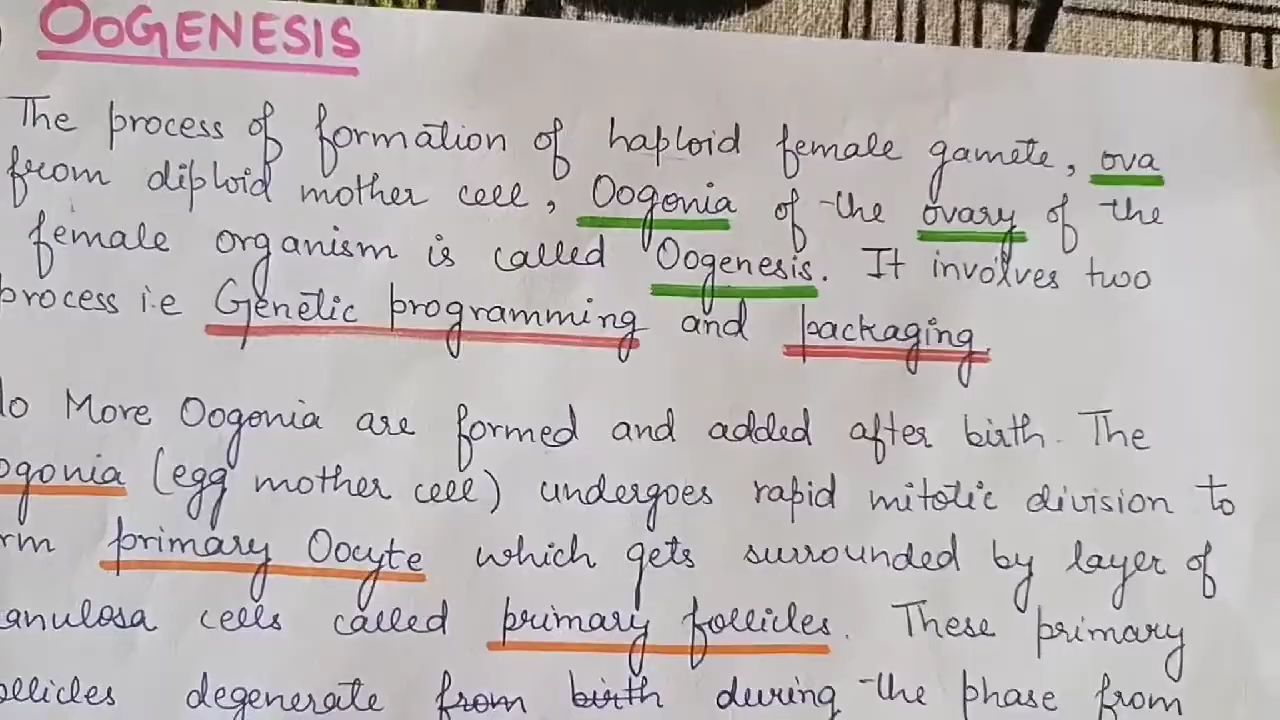 OOGENESIS
The process of formation of haploid female gamete, ova
from diploid mother cell, Oogonia of the ovary of the
female organism is called Oogenesis. It involves two
process i.e Genetic programming and packaging.
No More Oogonia are formed and added after birth. The
ogonia (egg mother cell) undergoes rapid mitotic division to
rm primary Oocyte which gets surrounded by layer of
anulosa cells called primary follicles. These primary
ollicles degenerate from birth during the phase from